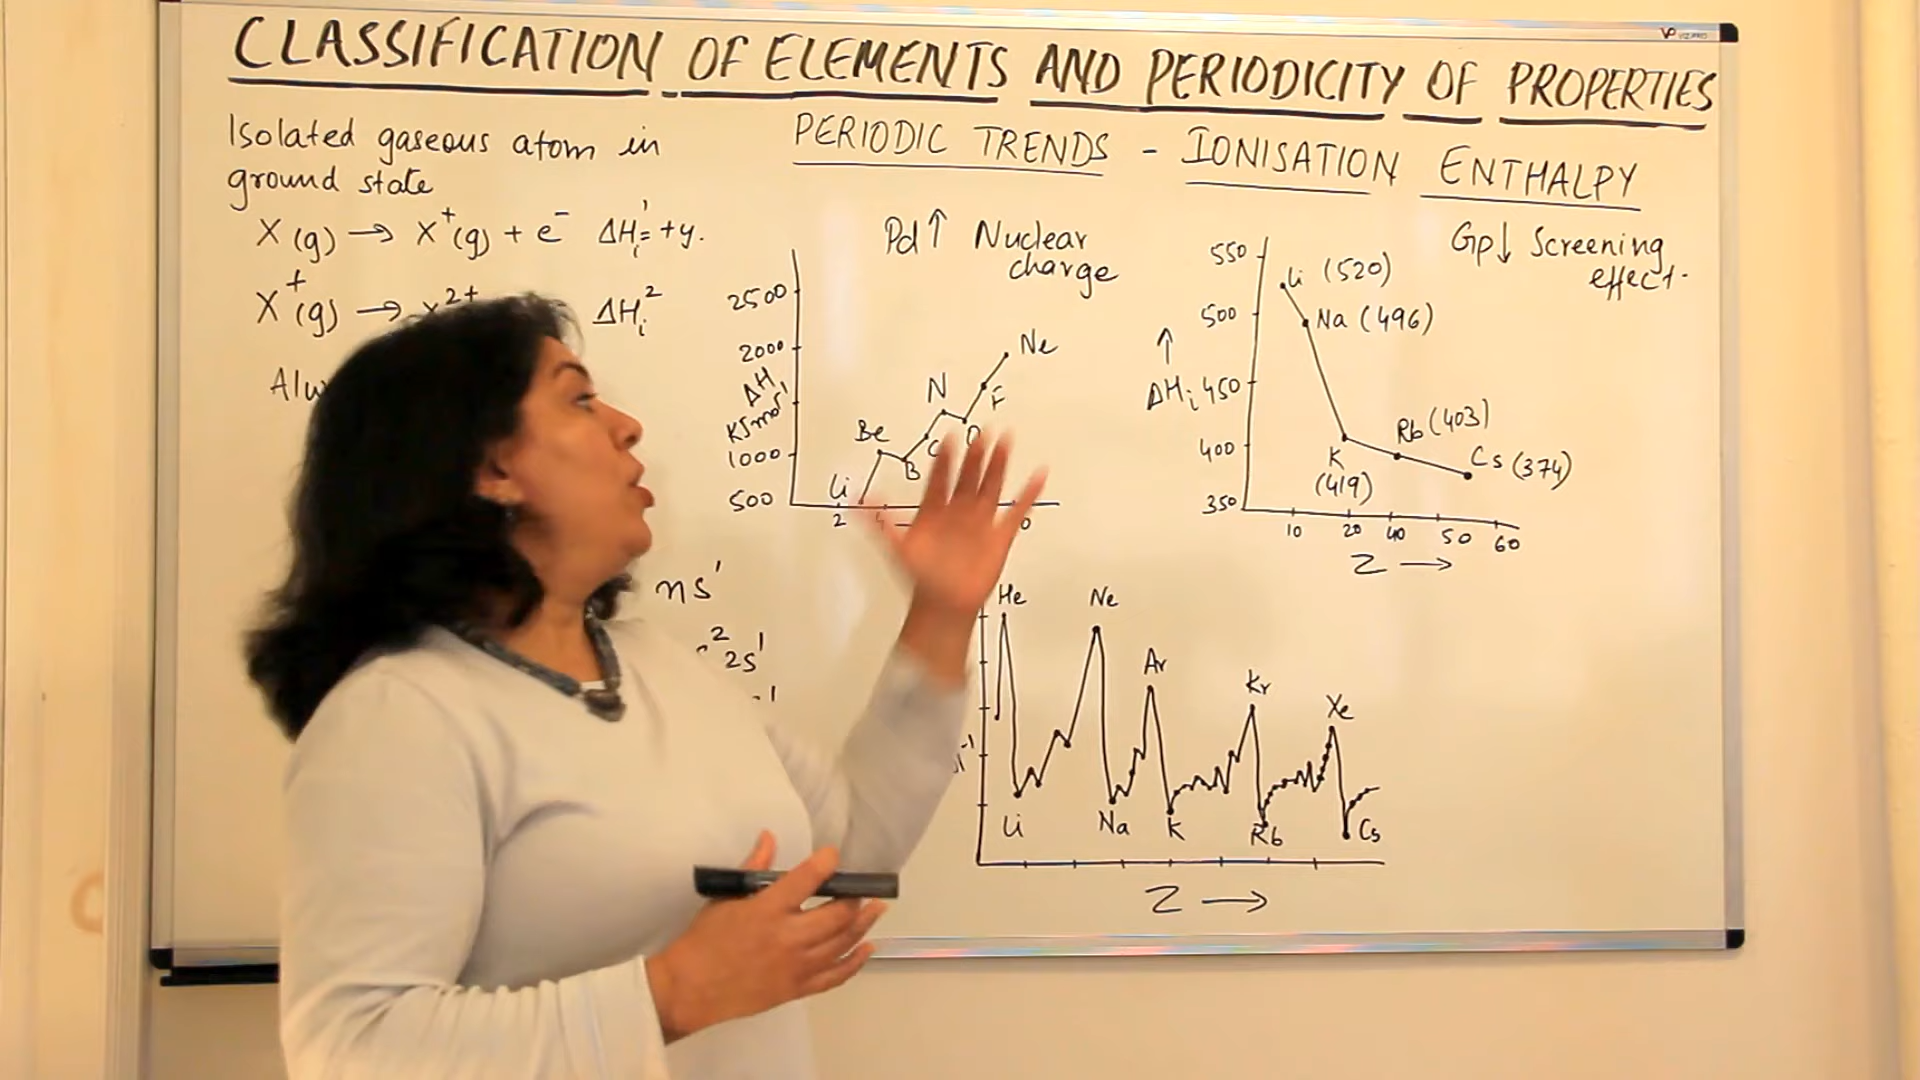 CLASSIFICATION OF ELEMENTS AND PERIODICITY OF PROPERTIES
Isolated gaseous atom in
ground state
X (g) → X⁺(g) + e⁻ ΔHᵢ¹= +y.
X⁺(g) → X²⁺ ΔHᵢ²
ns¹
2s¹
PERIODIC TRENDS - IONISATION ENTHALPY
Pd↑ Nuclear
charge
2500
2000
ΔH
KJmol⁻¹
1000
500
Li
Be
B
C
N
O
F
Ne
2 4
Gp↓ Screening
effect.
550
500
↑
ΔHᵢ 450
400
350
Li (520)
Na (496)
K
(419)
Rb (403)
Cs (374)
10 20 40 50 60
Z →
He Ne Ar Kr Xe
Li Na K Rb Cs
Z →